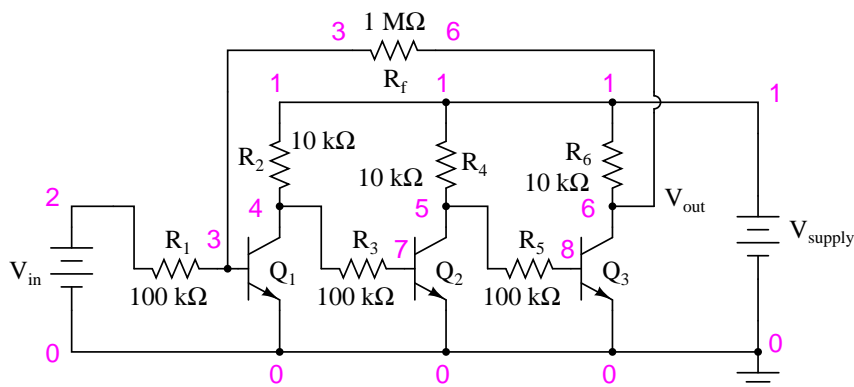 1 MΩ
3 6
R_f
1 1 1 1
10 kΩ
R_2 R_4 R_6
10 kΩ 10 kΩ
2 4 5 6 V_out
3 R_1 7 R_3 8 R_5
V_in Q_1 Q_2 Q_3 V_supply
100 kΩ 100 kΩ 100 kΩ
0 0 0 0 0